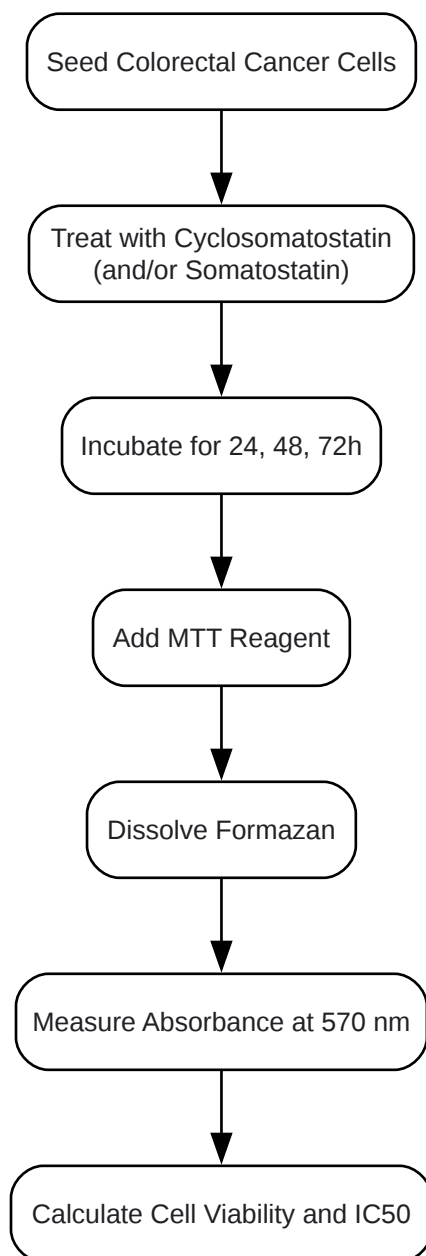 Seed Colorectal Cancer Cells
Treat with Cyclosomatostatin
(and/or Somatostatin)
Incubate for 24, 48, 72h
Add MTT Reagent
Dissolve Formazan
Measure Absorbance at 570 nm
Calculate Cell Viability and IC50